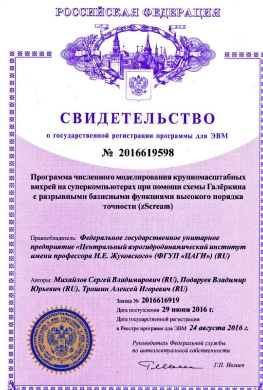 РОССИЙСКАЯ ФЕДЕРАЦИЯ
СВИДЕТЕЛЬСТВО
о государственной регистрации программы для ЭВМ
№ 2016619598
Программа численного моделирования крупномасштабных
вихрей на суперкомпьютерах при помощи схемы Галёркина
с разрывными базисными функциями высокого порядка
точности (zScream)
Правообладатель: Федеральное государственное унитарное
предприятие «Центральный аэрогидродинамический институт
имени профессора Н.Е. Жуковского» (ФГУП «ЦАГИ») (RU)
Авторы: Михайлов Сергей Владимирович (RU), Подаруев Владимир
Юрьевич (RU), Трошин Алексей Игоревич (RU)
Заявка № 2016616919
Дата поступления 29 июня 2016 г.
Дата государственной регистрации
в Реестре программ для ЭВМ 24 августа 2016 г.
Руководитель Федеральной службы
по интеллектуальной собственности
Г.П. Ивлиев